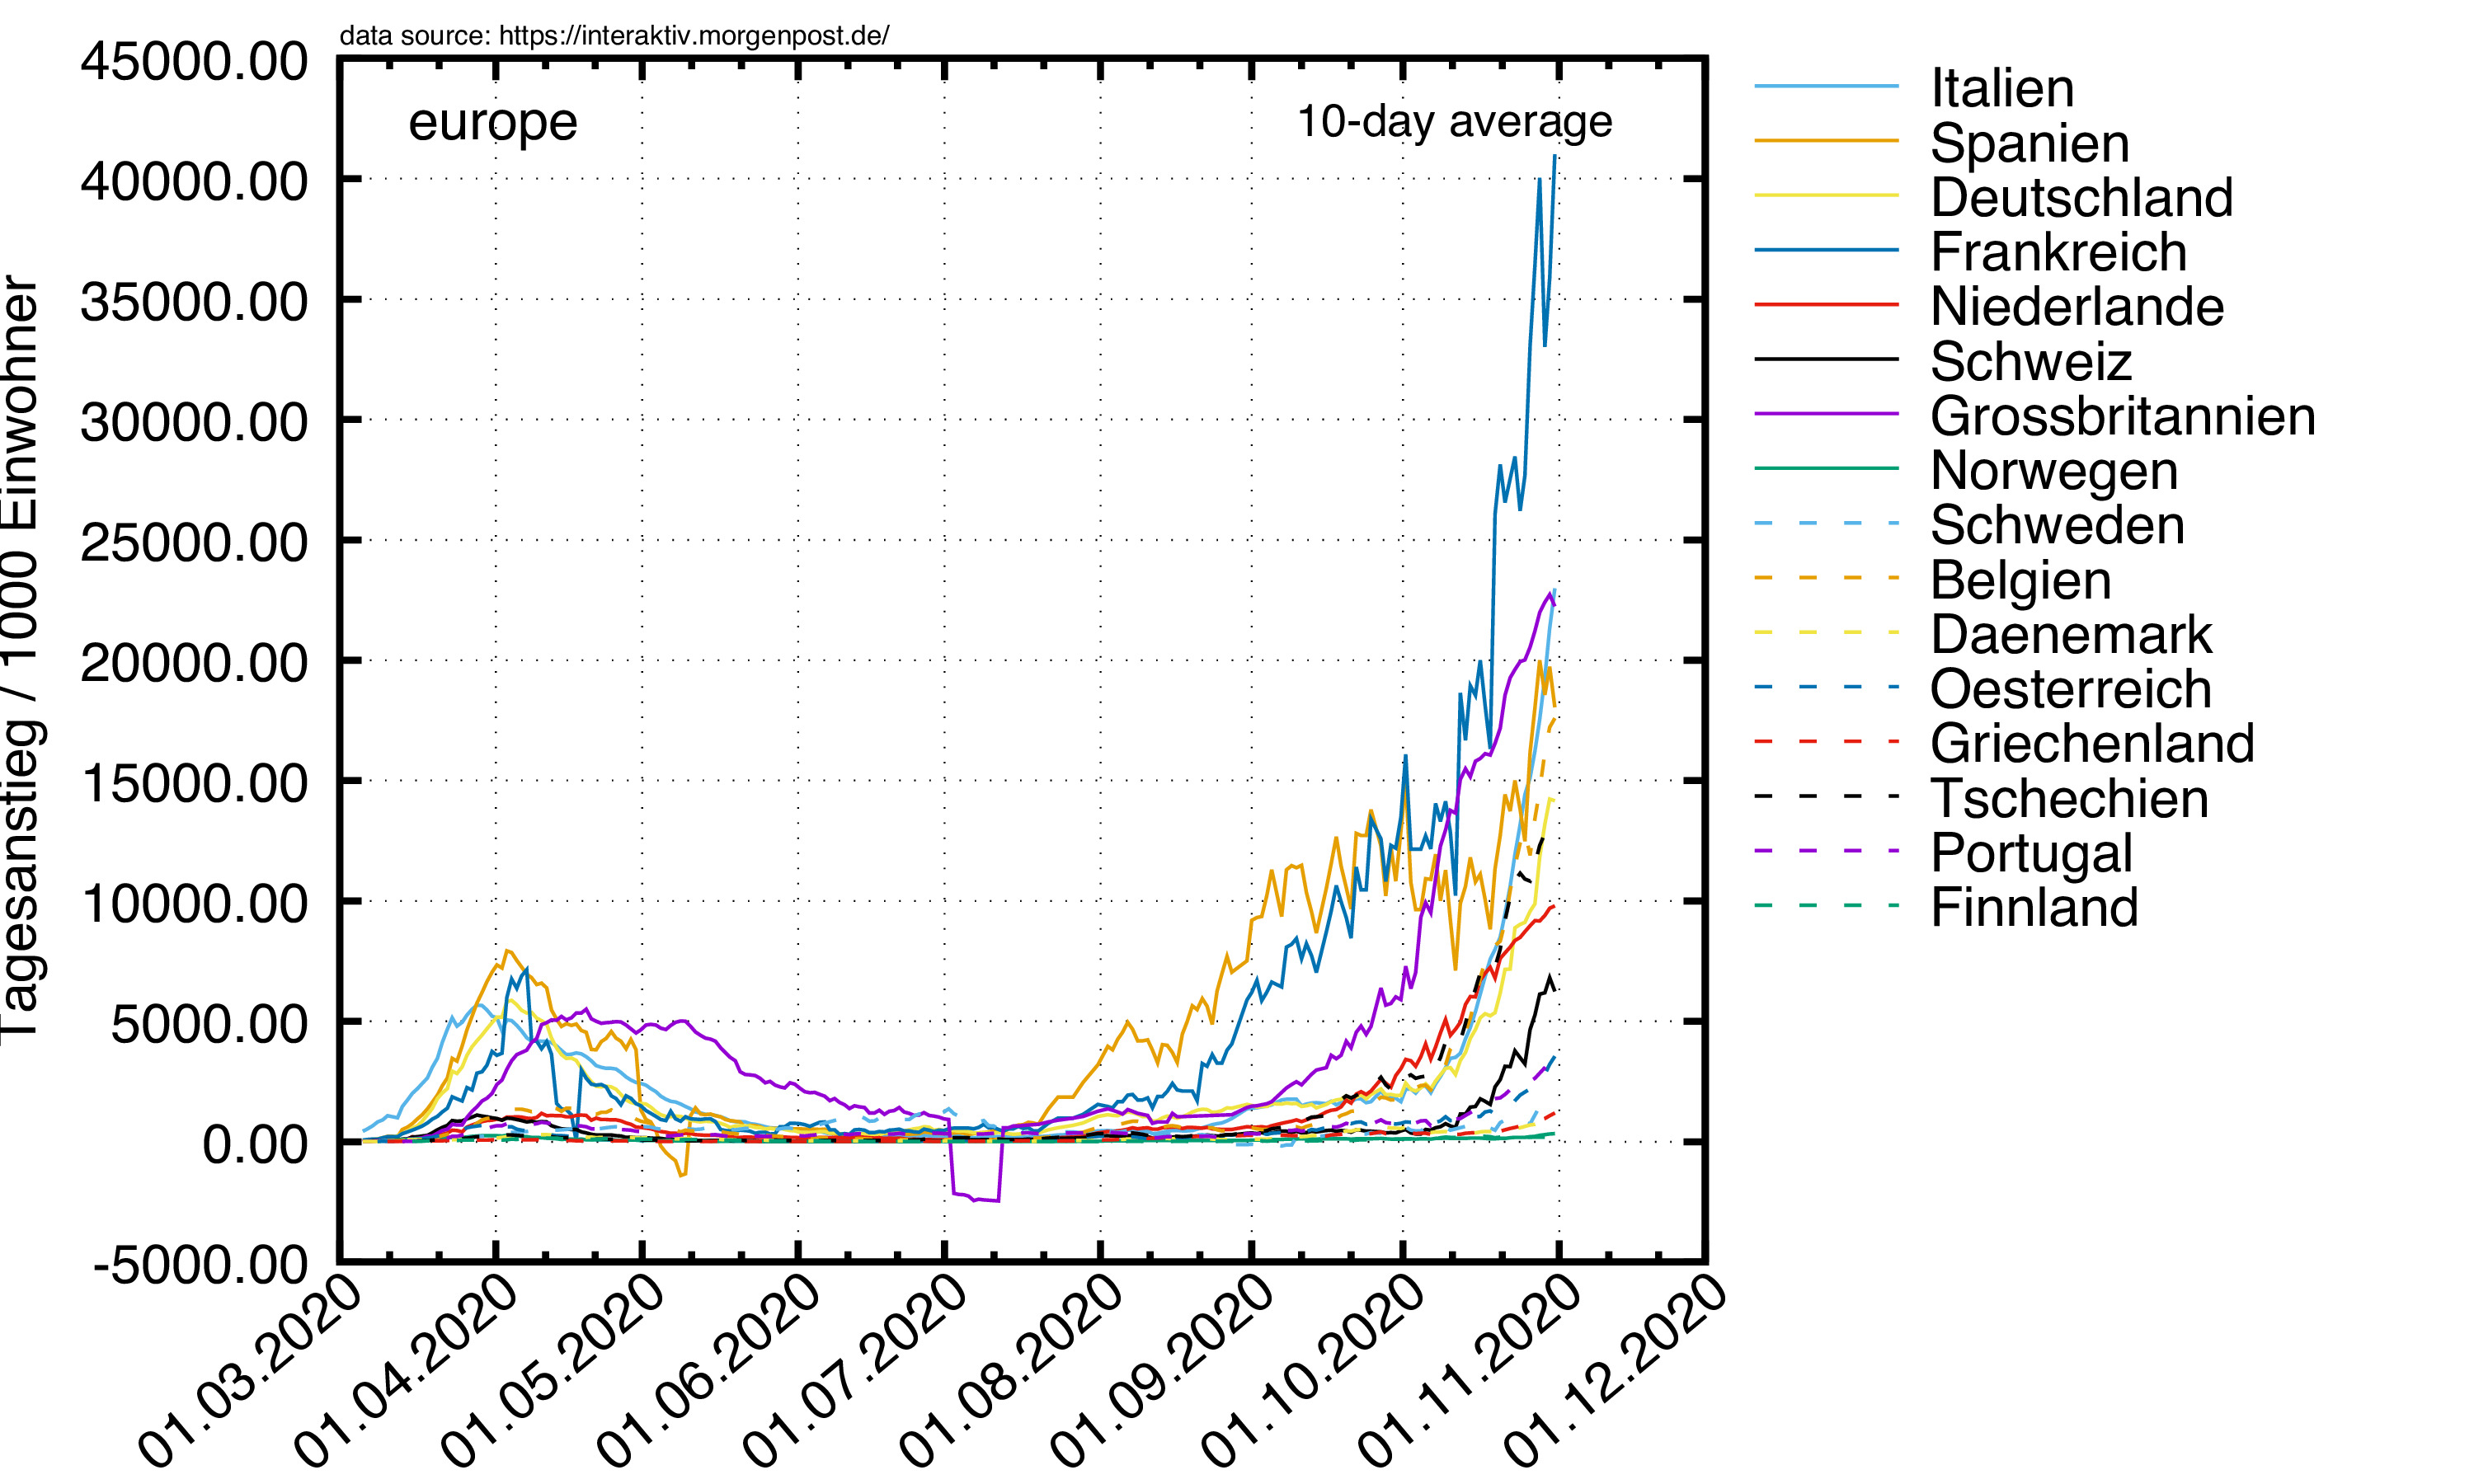 data source: https://interaktiv.morgenpost.de/
europe
10-day average
Tagesanstieg / 1000 Einwohner
45000.00
40000.00
35000.00
30000.00
25000.00
20000.00
15000.00
10000.00
5000.00
0.00
-5000.00
01.03.2020
01.04.2020
01.05.2020
01.06.2020
01.07.2020
01.08.2020
01.09.2020
01.10.2020
01.11.2020
01.12.2020
Italien
Spanien
Deutschland
Frankreich
Niederlande
Schweiz
Grossbritannien
Norwegen
Schweden
Belgien
Daenemark
Oesterreich
Griechenland
Tschechien
Portugal
Finnland